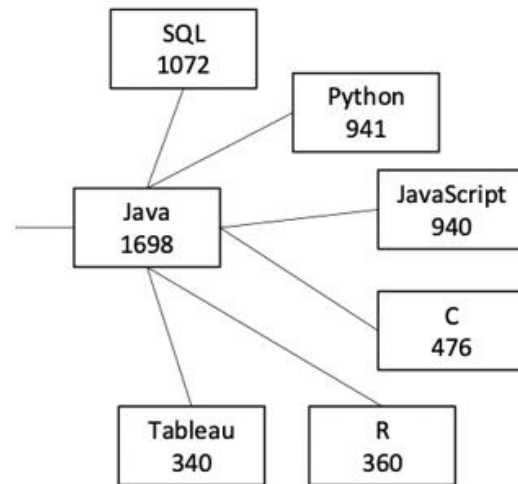 SQL
1072
Python
941
Java
1698
JavaScript
940
C
476
Tableau
340
R
360